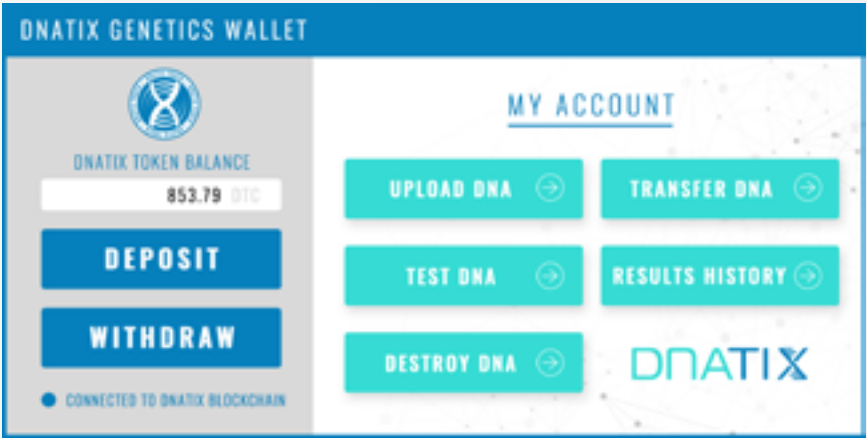 DNATIX GENETICS WALLET
DNATIX TOKEN BALANCE
853.79 DTC
DEPOSIT
WITHDRAW
CONNECTED TO DNATIX BLOCKCHAIN
MY ACCOUNT
UPLOAD DNA
TRANSFER DNA
TEST DNA
RESULTS HISTORY
DESTROY DNA
DNATIX